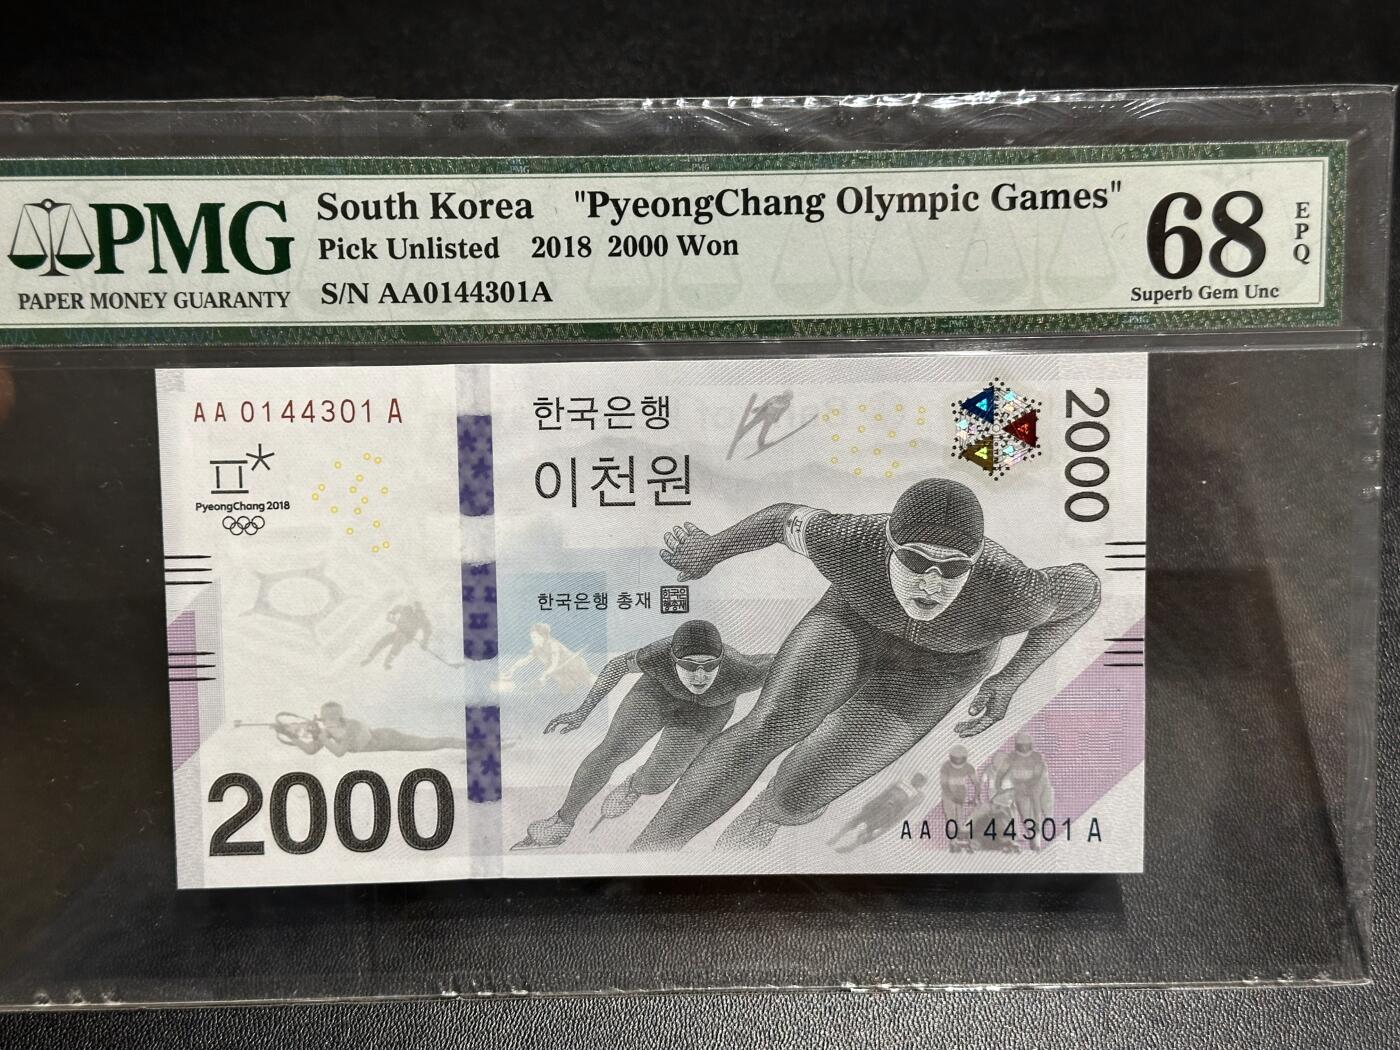 PMG
PAPER MONEY GUARANTY
South Korea "PyeongChang Olympic Games"
Pick Unlisted 2018 2000 Won
S/N AA0144301A
68
EPQ
Superb Gem Unc
AA 0144301 A
한국은행
이천원
2000
PyeongChang 2018
한국은행 총재
2000
AA 0144301 A